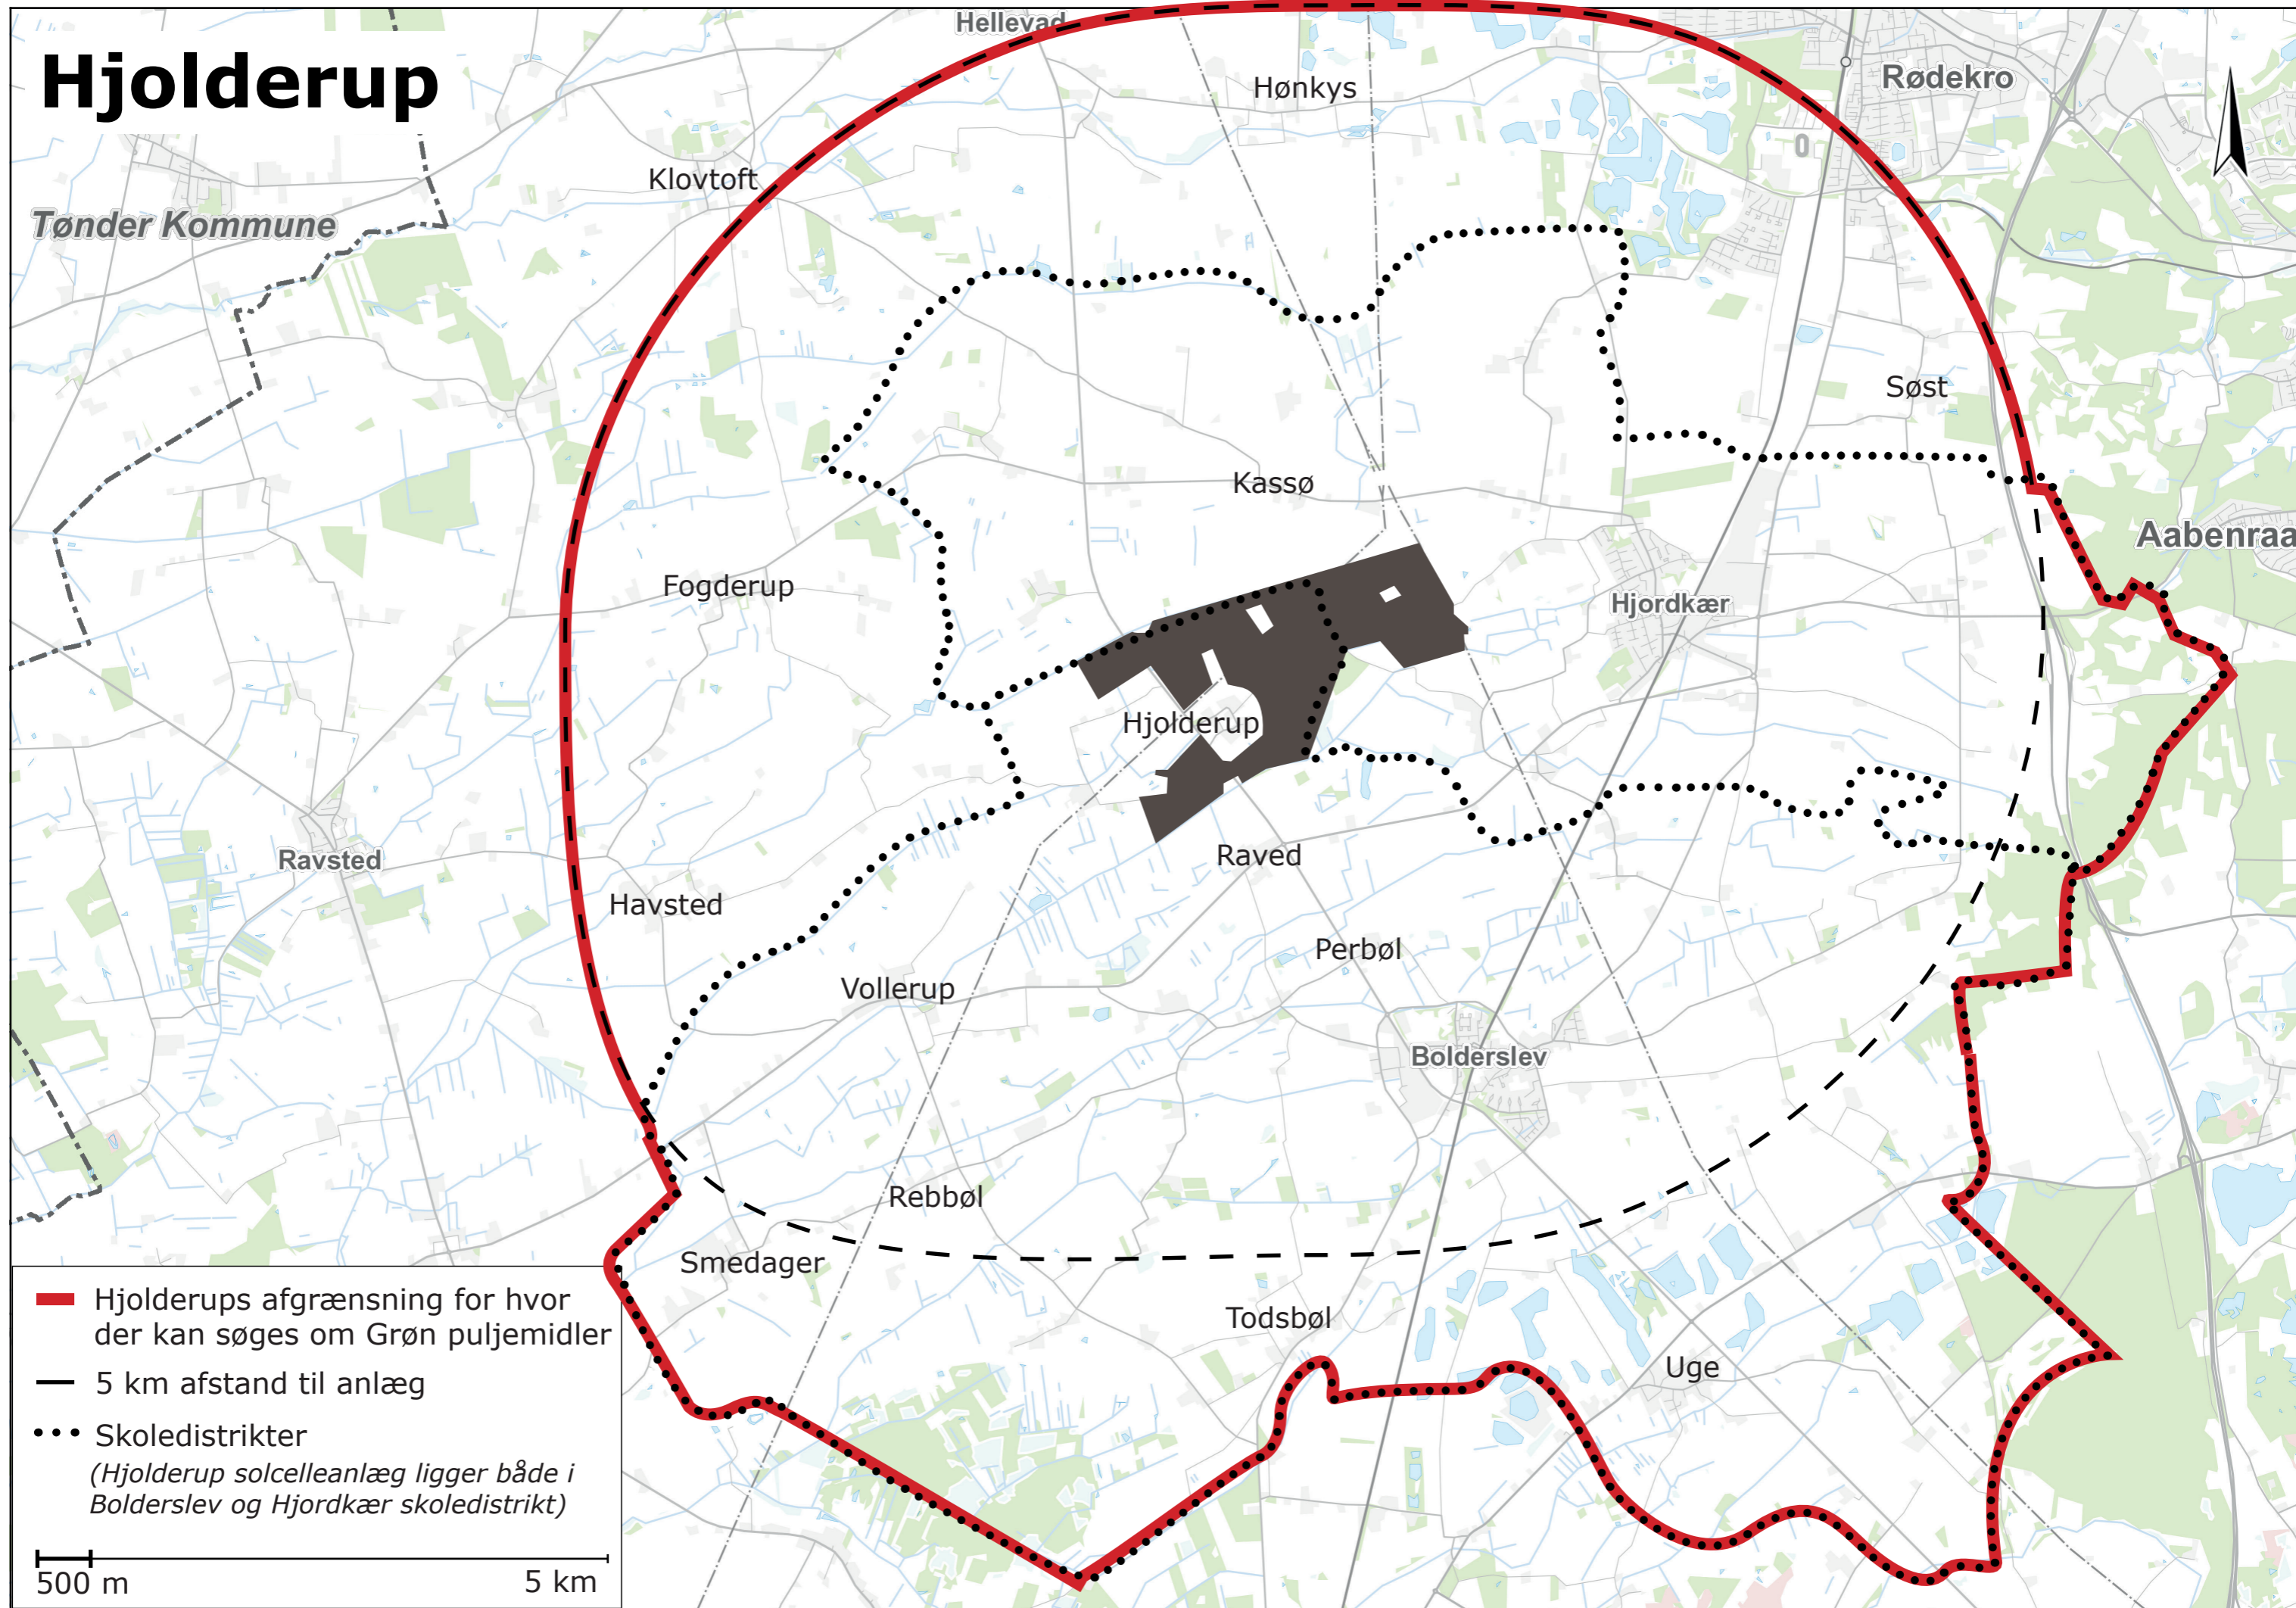 Hellevad
Hjolderup
Rødekro
Hønkys
Klovtoft
Tønder Kommune
Søst
Kassø
Aabenraa
Fogderup
Hjordkær
Hjolderup
Raved
Ravsted
Havsted
Perbøl
Vollerup
Bolderslev
Rebbøl
Smedager
Todsbøl
Uge
Hjolderups afgrænsning for hvor
der kan søges om Grøn puljemidler
5 km afstand til anlæg
Skoledistrikter
(Hjolderup solcelleanlæg ligger både i
Bolderslev og Hjordkær skoledistrikt)
500 m
5 km